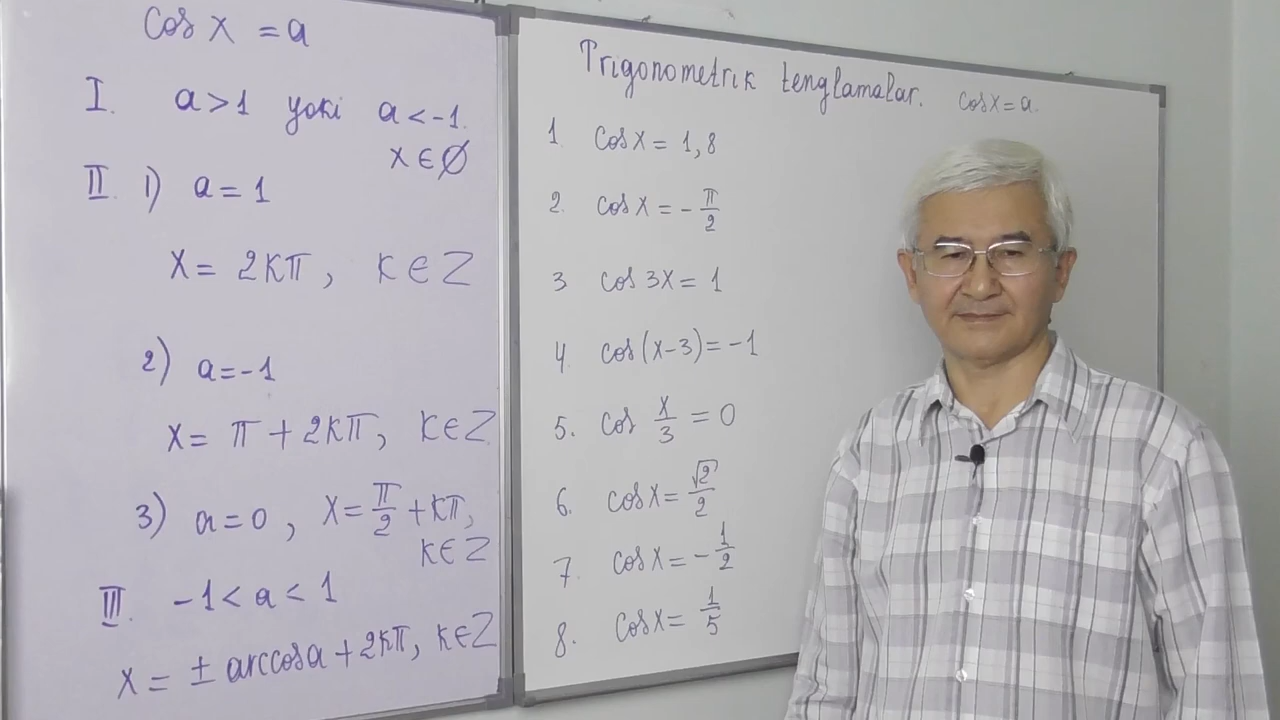 cos x = a
I. a > 1 yoki a < -1.
x ∈ ∅
II. 1) a = 1
x = 2kπ, k ∈ Z
2) a = -1
x = π + 2kπ, k ∈ Z
3) a = 0, x = π/2 + kπ,
k ∈ Z
III. -1 < a < 1
x = ± arccos a + 2kπ, k ∈ Z
Trigonometrik tenglamalar. cos x = a.
1. cos x = 1,8
2. cos x = - π/2
3 cos 3x = 1
4 cos (x-3) = -1
5. cos x/3 = 0
6. cos x = √2/2
7. cos x = - 1/2
8. cos x = 1/5